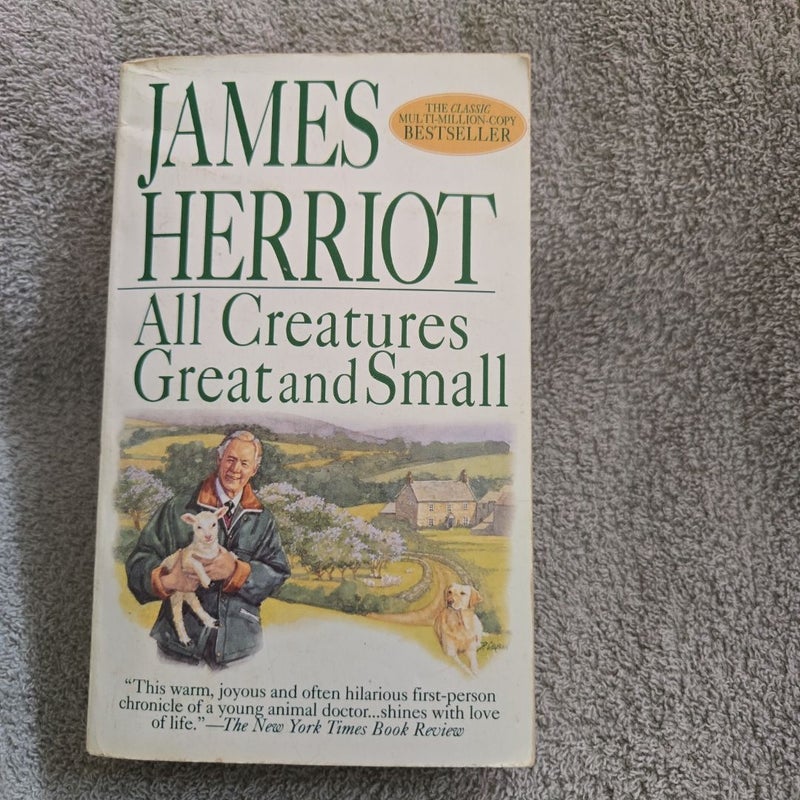 JAMES
HERRIOT
THE CLASSIC
MULTI-MILLION-COPY
BESTSELLER
All Creatures
Great and Small
“This warm, joyous and often hilarious first-person
chronicle of a young animal doctor...shines with love
of life.”—The New York Times Book Review